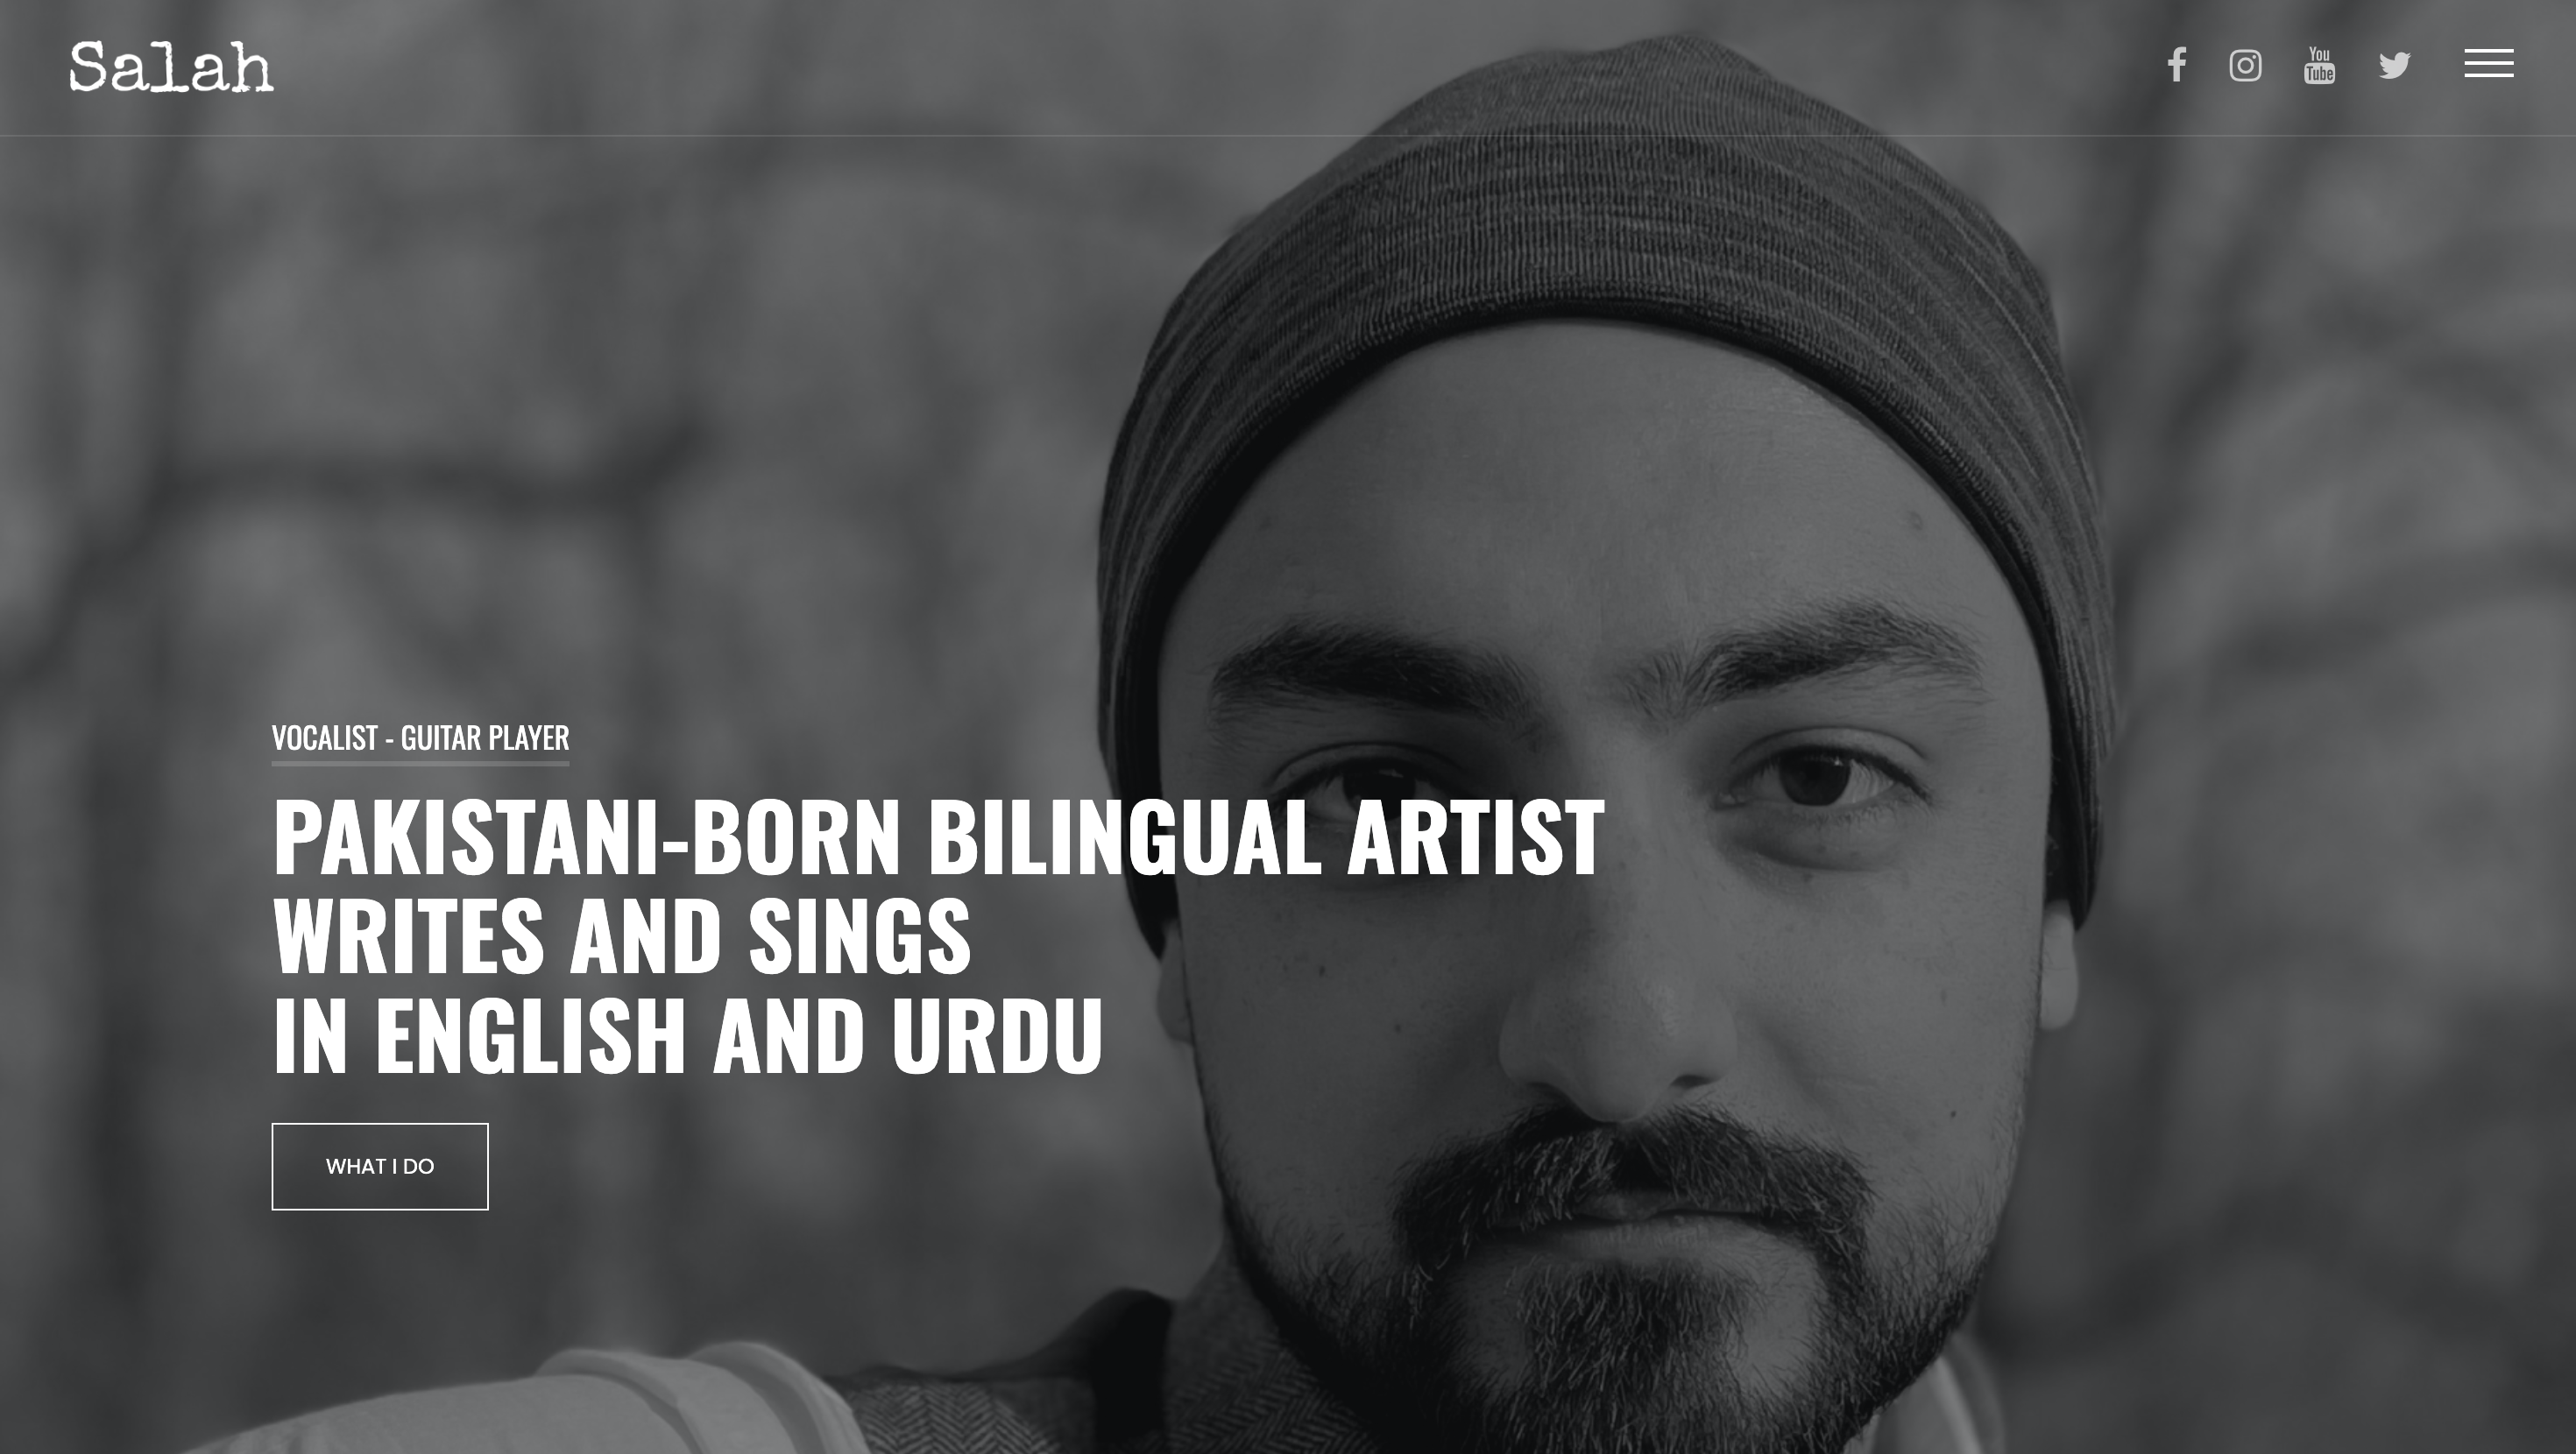 Salah
You
Tube
VOCALIST - GUITAR PLAYER
PAKISTANI-BORN BILINGUAL ARTIST
WRITES AND SINGS
IN ENGLISH AND URDU
WHAT I DO